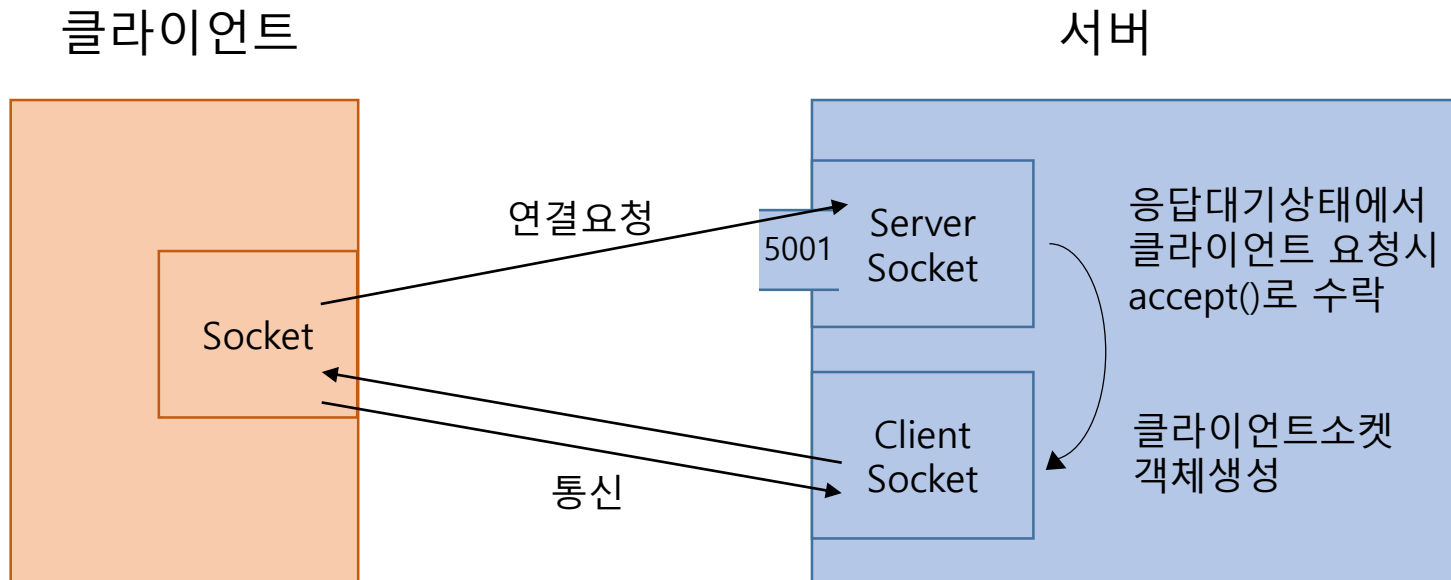 클라이언트
서버
연결요청
5001
Server
Socket
응답대기상태에서
클라이언트 요청시
accept()로 수락
Socket
Client
Socket
클라이언트소켓
객체생성
통신